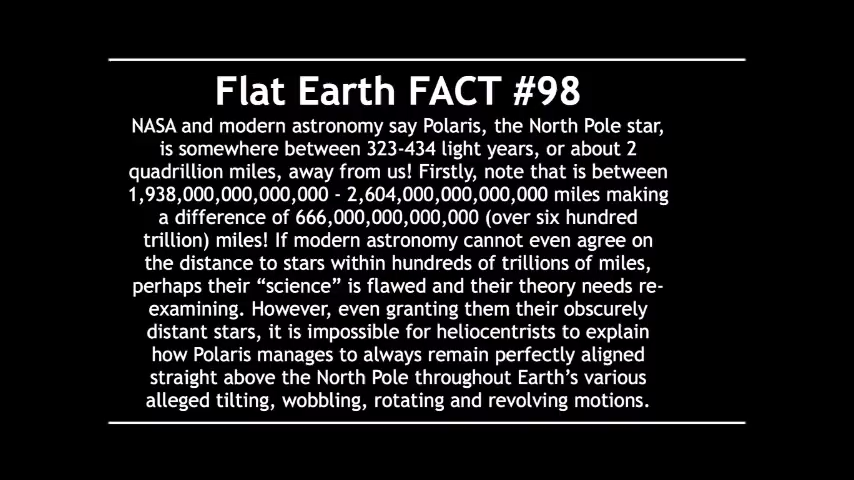 Flat Earth FACT #98
NASA and modern astronomy say Polaris, the North Pole star,
is somewhere between 323-434 light years, or about 2
quadrillion miles, away from us! Firstly, note that is between
1,938,000,000,000,000 - 2,604,000,000,000,000 miles making
a difference of 666,000,000,000,000 (over six hundred
trillion) miles! If modern astronomy cannot even agree on
the distance to stars within hundreds of trillions of miles,
perhaps their “science” is flawed and their theory needs re-
examining. However, even granting them their obscurely
distant stars, it is impossible for heliocentrists to explain
how Polaris manages to always remain perfectly aligned
straight above the North Pole throughout Earth’s various
alleged tilting, wobbling, rotating and revolving motions.